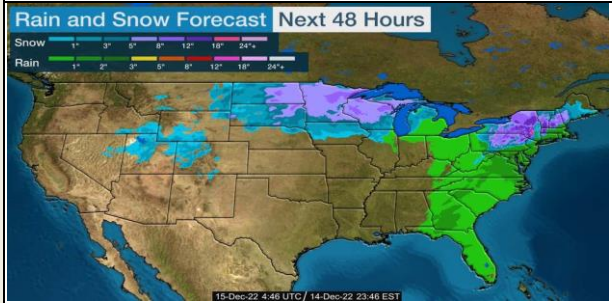 Rain and Snow Forecast Next 48 Hours
Snow
1" 3" 5" 8" 12" 18" 24"+
Rain
1" 2" 3" 5" 8" 12" 18" 24"+
15-Dec-22 4:46 UTC / 14-Dec-22 23:46 EST